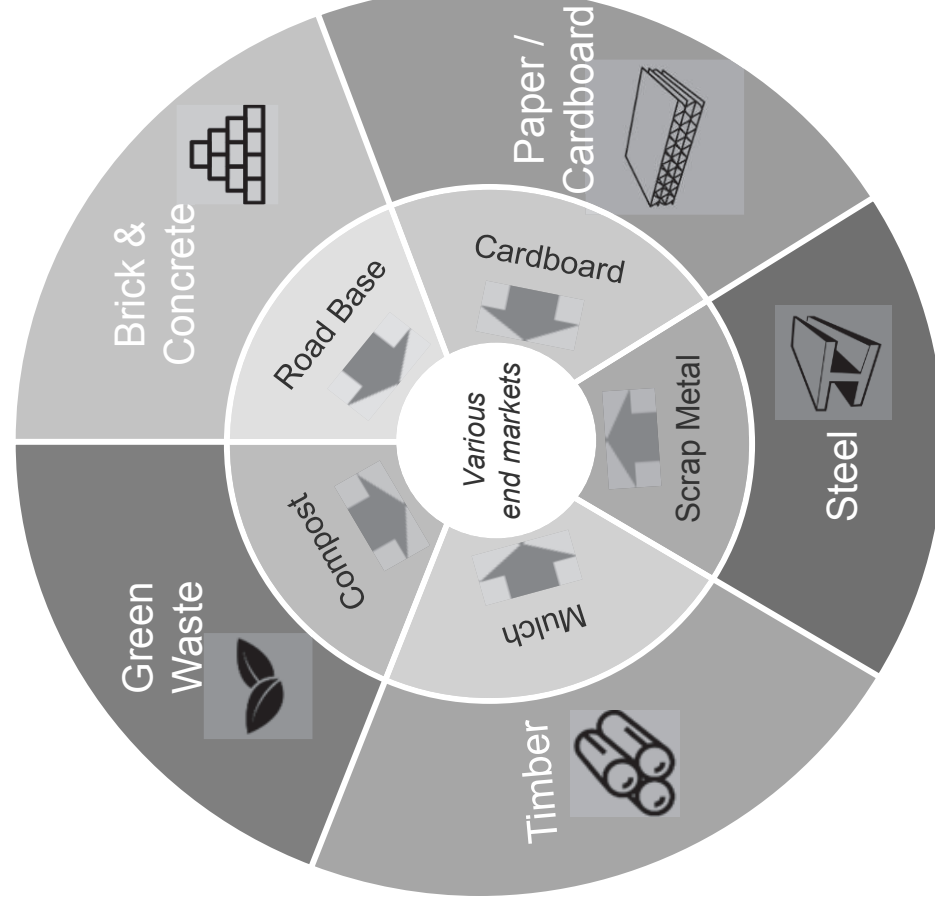 Paper /
Cardboard
Steel
Timber
Green
Waste
Brick &
Concrete
Cardboard
Scrap Metal
Mulch
Compost
Road Base
Various
end markets